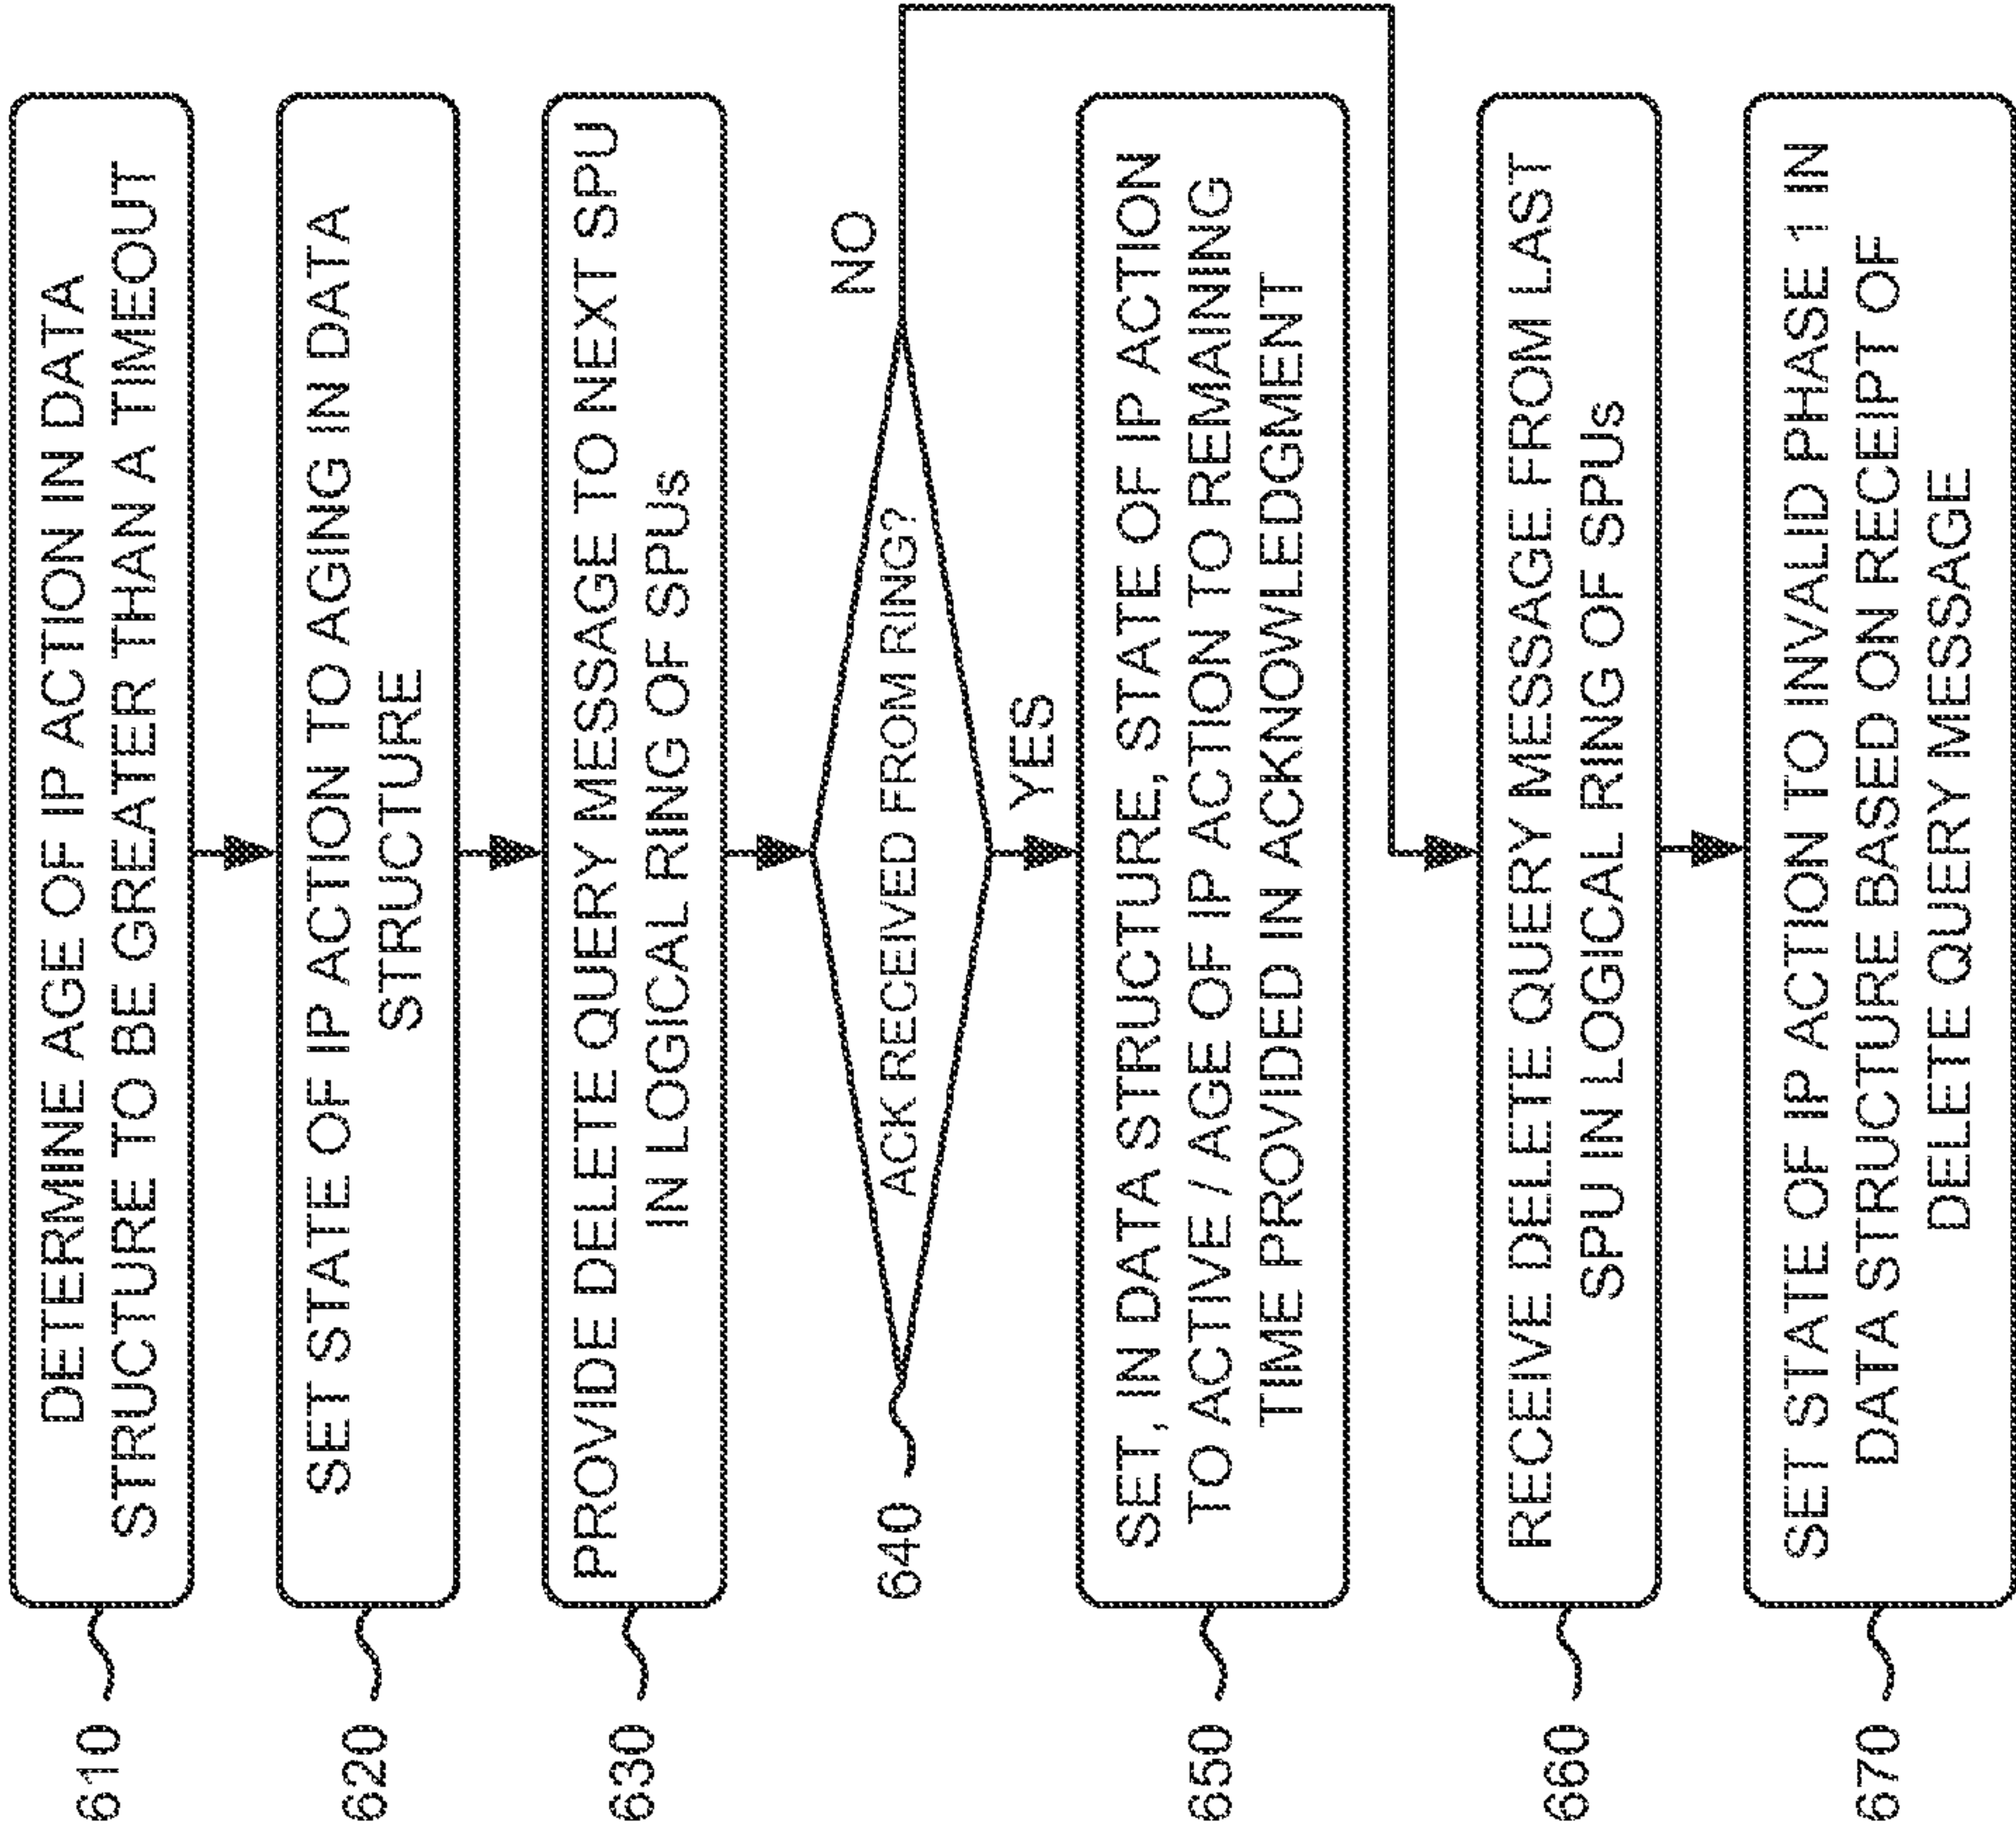 610
DETERMINE AGE OF IP ACTION IN DATA
STRUCTURE TO BE GREATER THAN A TIMEOUT
620
SET STATE OF IP ACTION TO AGING IN DATA
STRUCTURE
630
PROVIDE DELETE QUERY MESSAGE TO NEXT SPU
IN LOGICAL RING OF SPUs
640
ACK RECEIVED FROM RING?
NO
YES
650
SET, IN DATA STRUCTURE, STATE OF IP ACTION
TO ACTIVE / AGE OF IP ACTION TO REMAINING
TIME PROVIDED IN ACKNOWLEDGMENT
660
RECEIVE DELETE QUERY MESSAGE FROM LAST
SPU IN LOGICAL RING OF SPUs
670
SET STATE OF IP ACTION TO INVALID PHASE 1 IN
DATA STRUCTURE BASED ON RECEIPT OF
DELETE QUERY MESSAGE